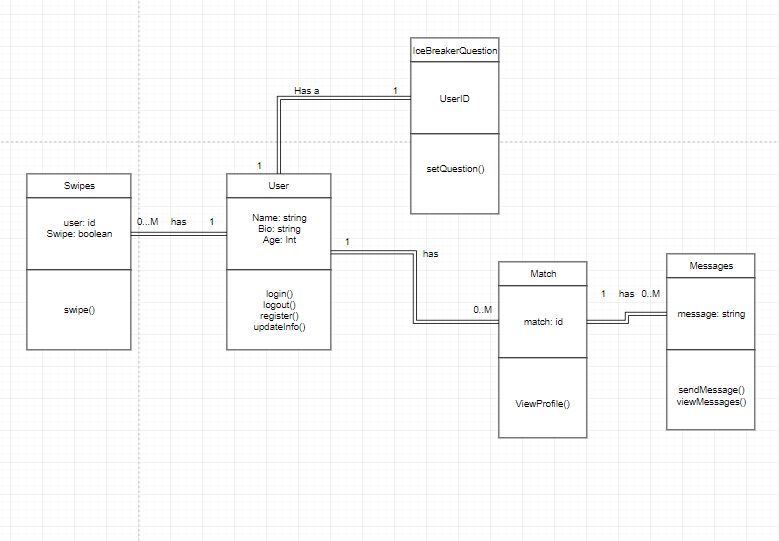 IceBreakerQuestion
UserID
setQuestion()
Has a
1
1
Swipes
user: id
Swipe: boolean
swipe()
0...M
has
1
User
Name: string
Bio: string
Age: Int
login()
logout()
register()
updateInfo()
1
has
0..M
Match
match: id
ViewProfile()
1
has
0..M
Messages
message: string
sendMessage()
viewMessages()